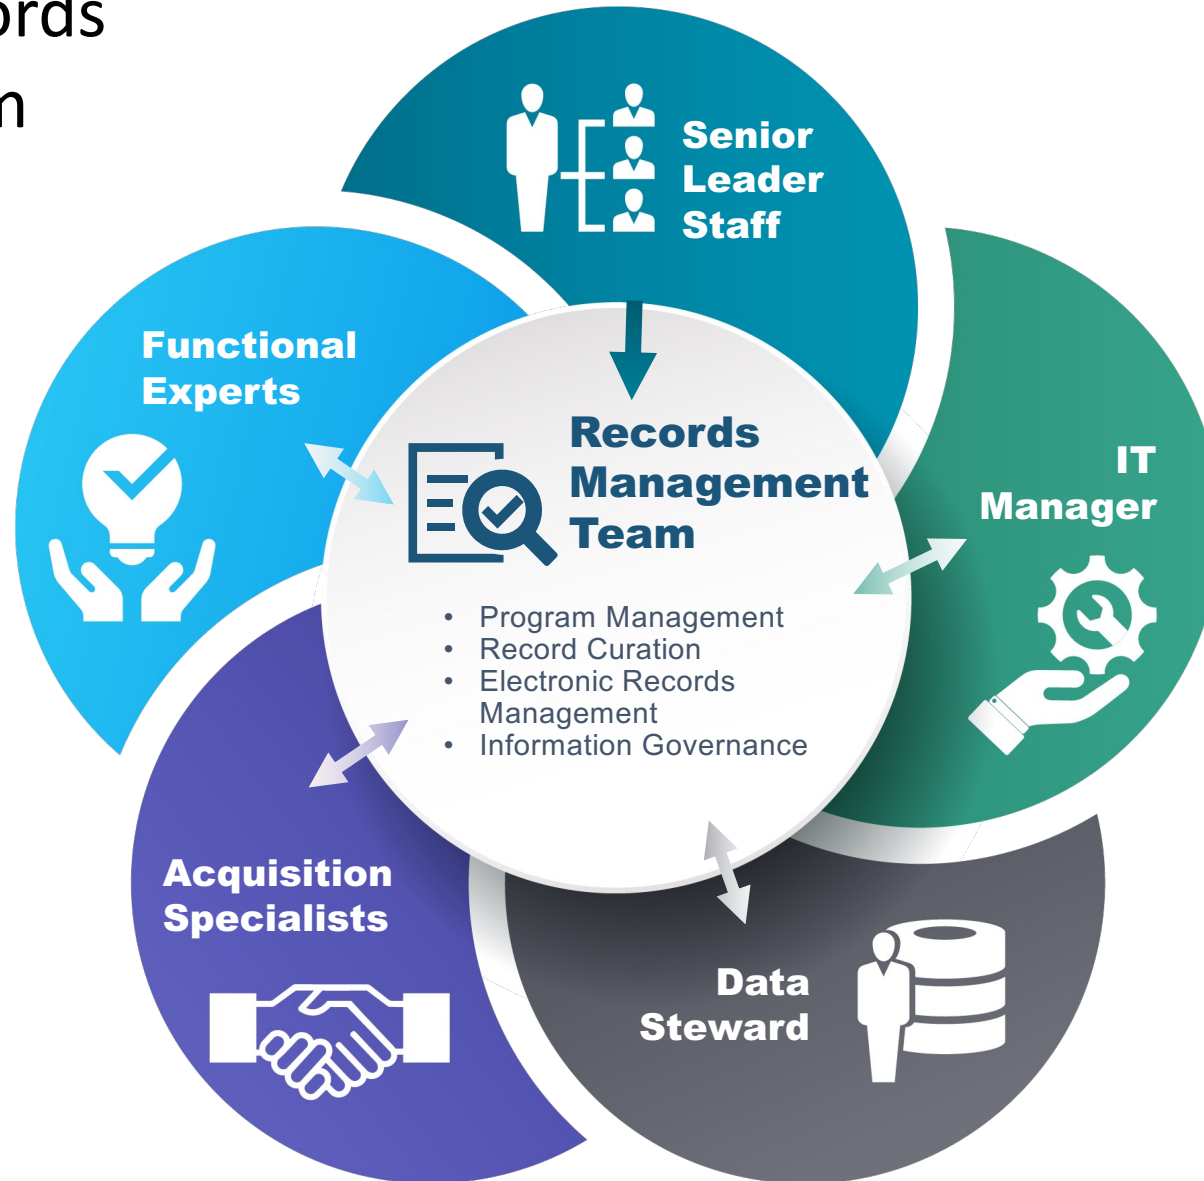 Senior
Leader
Staff
Functional
Experts
Records
Management
Team
IT
Manager
• Program Management
• Record Curation
• Electronic Records
Management
• Information Governance
Acquisition
Specialists
Data
Steward